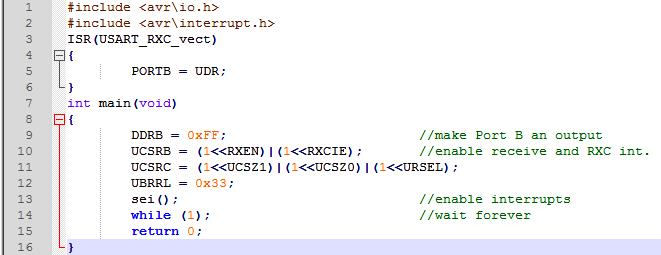 1 #include <avr\io.h>
2 #include <avr\interrupt.h>
3 ISR(USART_RXC_vect)
4 {
5 PORTB = UDR;
6 }
7 int main(void)
8 {
9 DDRB = 0xFF; //make Port B an output
10 UCSRB = (1<<RXEN)|(1<<RXCIE); //enable receive and RXC int.
11 UCSRC = (1<<UCSZ1)|(1<<UCSZ0)|(1<<URSEL);
12 UBRRL = 0x33;
13 sei(); //enable interrupts
14 while (1); //wait forever
15 return 0;
16 }